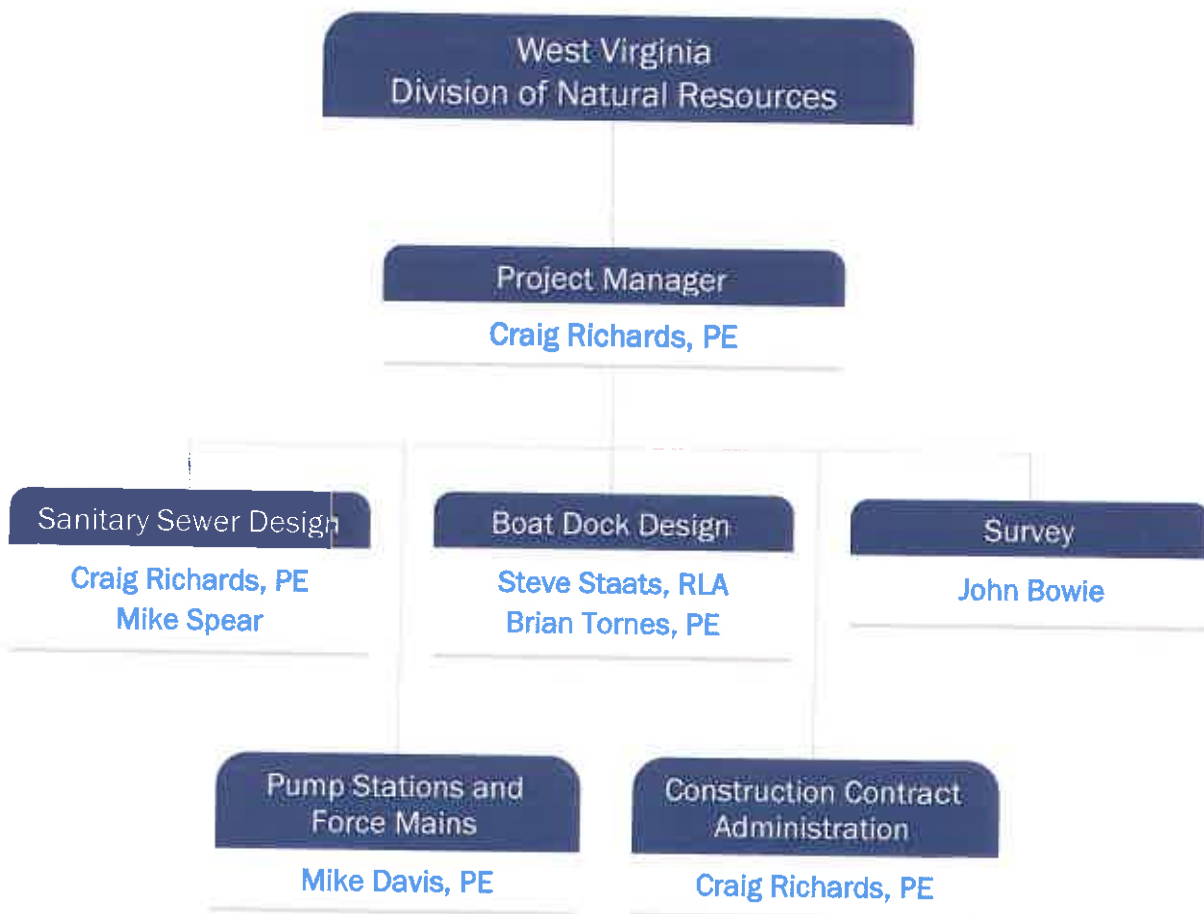 West Virginia
Division of Natural Resources
Project Manager
Craig Richards, PE
Sanitary Sewer Design
Craig Richards, PE
Mike Spear
Boat Dock Design
Steve Staats, RLA
Brian Tornes, PE
Survey
John Bowie
Pump Stations and
Force Mains
Mike Davis, PE
Construction Contract
Administration
Craig Richards, PE